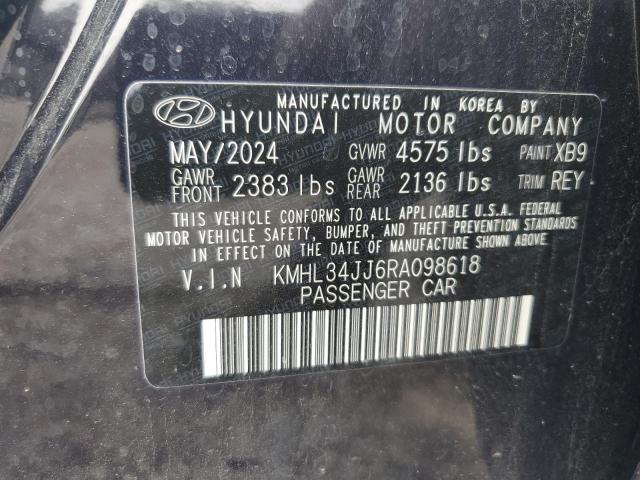 MANUFACTURED IN KOREA BY
HYUNDAI MOTOR COMPANY
MAY/2024 GVWR 4575 lbs PAINT XB9
GAWR FRONT 2383 lbs GAWR REAR 2136 lbs TRIM REY
THIS VEHICLE CONFORMS TO ALL APPLICABLE U.S.A. FEDERAL
MOTOR VEHICLE SAFETY, BUMPER, AND THEFT PREVENTION STANDARDS
IN EFFECT ON THE DATE OF MANUFACTURE SHOWN ABOVE.
V.I.N KMHL34JJ6RA098618
PASSENGER CAR